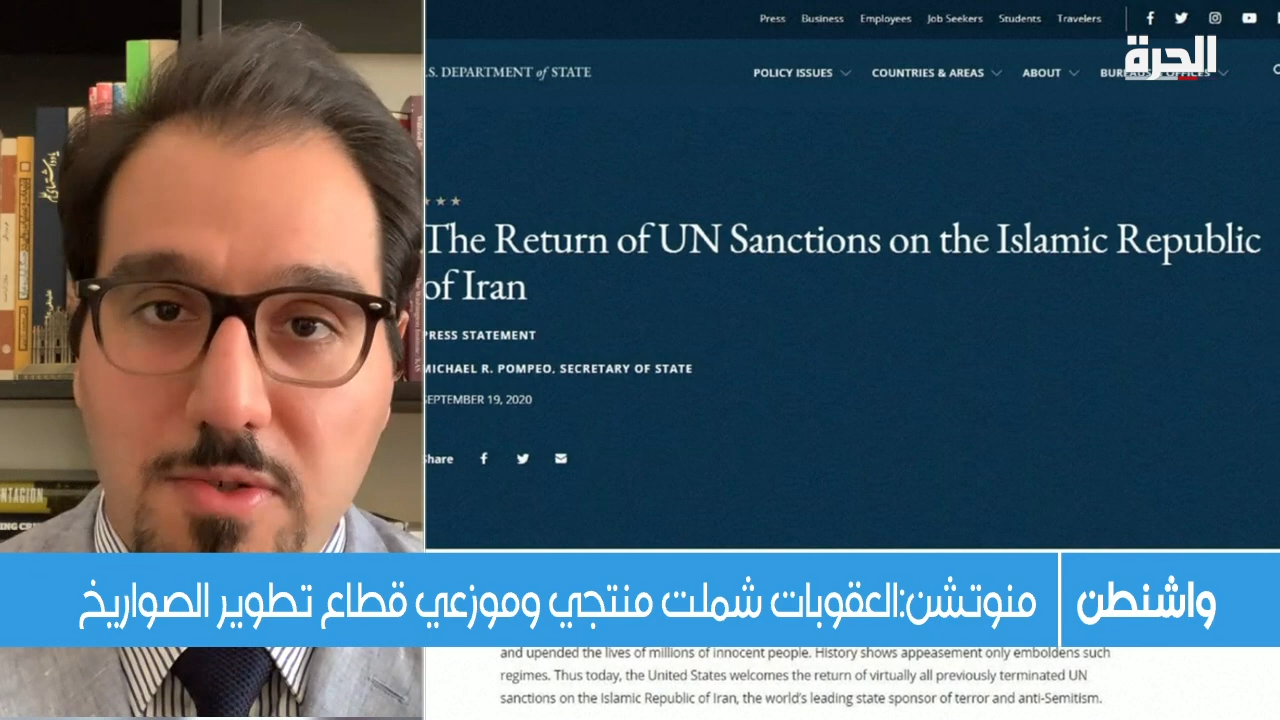 Press Business Employees Job Seekers Students Travelers
الحرة
.S. DEPARTMENT of STATE
POLICY ISSUES COUNTRIES & AREAS ABOUT BUREAUS & OFFICES
The Return of UN Sanctions on the Islamic Republic
of Iran
PRESS STATEMENT
MICHAEL R. POMPEO, SECRETARY OF STATE
SEPTEMBER 19, 2020
Share
NTAGION
واشنطن
منوتشن:العقوبات شملت منتجي وموزعي قطاع تطوير الصواريخ
and upended the lives of millions of innocent people. History shows appeasement only emboldens such
regimes. Thus today, the United States welcomes the return of virtually all previously terminated UN
sanctions on the Islamic Republic of Iran, the world's leading state sponsor of terror and anti-Semitism.